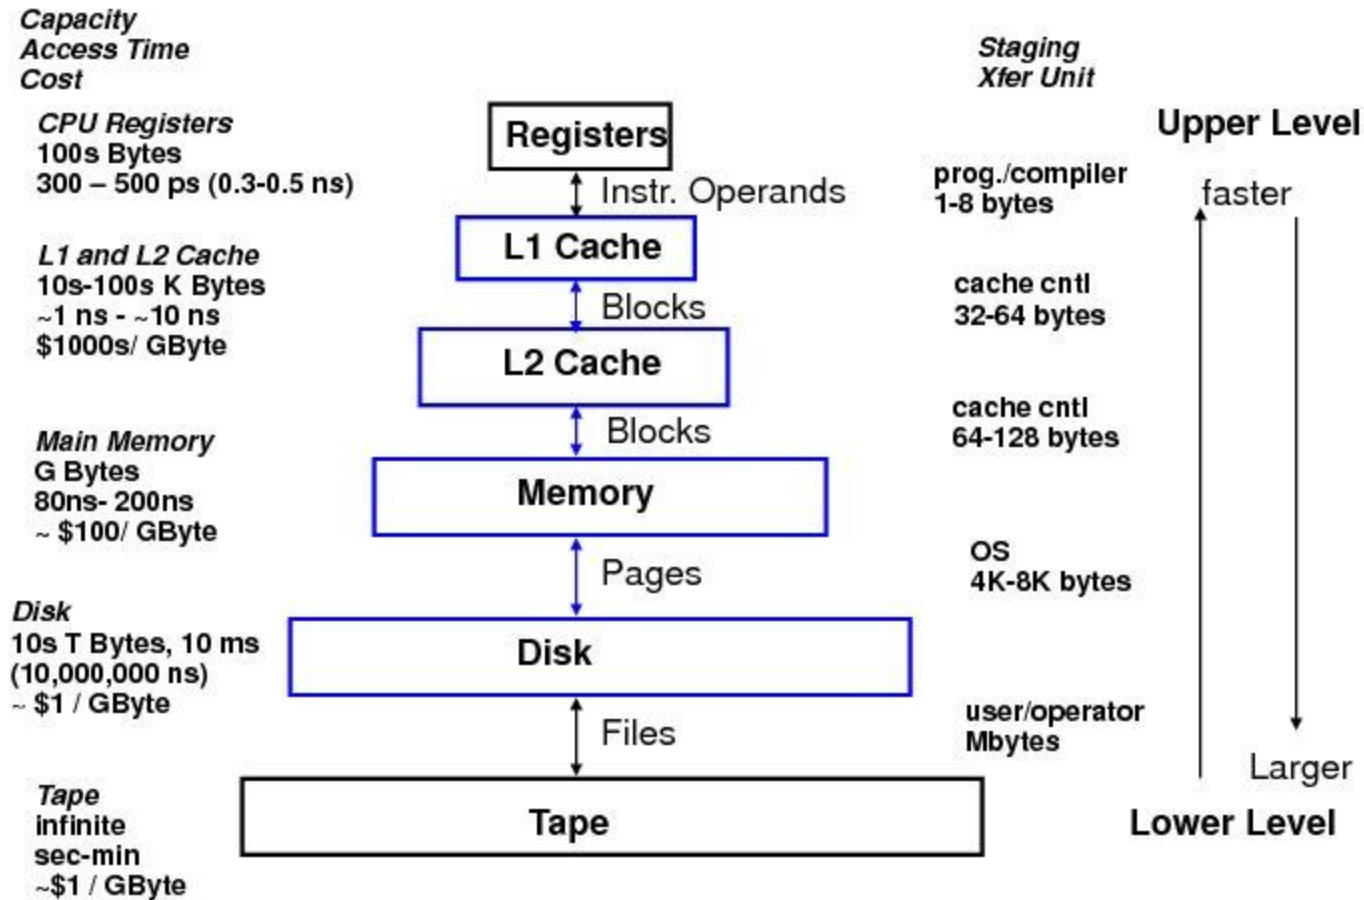 Capacity
Access Time
Cost
Staging
Xfer Unit
CPU Registers
100s Bytes
300 – 500 ps (0.3-0.5 ns)
Registers
Upper Level
Instr. Operands
prog./compiler
1-8 bytes
faster
L1 and L2 Cache
10s-100s K Bytes
~1 ns - ~10 ns
$1000s/ GByte
L1 Cache
Blocks
cache cntl
32-64 bytes
L2 Cache
Blocks
cache cntl
64-128 bytes
Main Memory
G Bytes
80ns- 200ns
~ $100/ GByte
Memory
Pages
OS
4K-8K bytes
Disk
10s T Bytes, 10 ms
(10,000,000 ns)
~ $1 / GByte
Disk
Files
user/operator
Mbytes
Larger
Tape
infinite
sec-min
~$1 / GByte
Tape
Lower Level